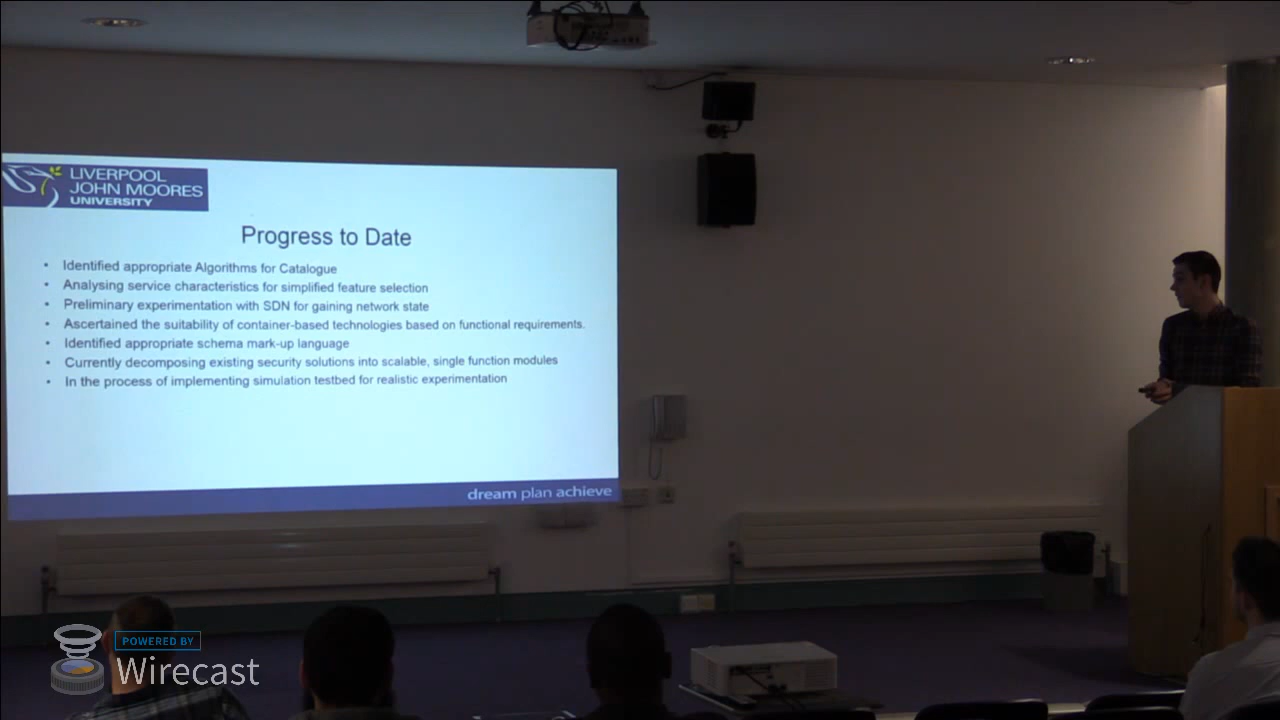 LIVERPOOL
JOHN MOORES
UNIVERSITY
Progress to Date
• Identified appropriate Algorithms for Catalogue
• Analysing service characteristics for simplified feature selection
• Preliminary experimentation with SDN for gaining network state
• Ascertained the suitability of container-based technologies based on functional requirements.
• Identified appropriate schema mark-up language
• Currently decomposing existing security solutions into scalable, single function modules
• In the process of implementing simulation testbed for realistic experimentation
dream plan achieve
POWERED BY
Wirecast